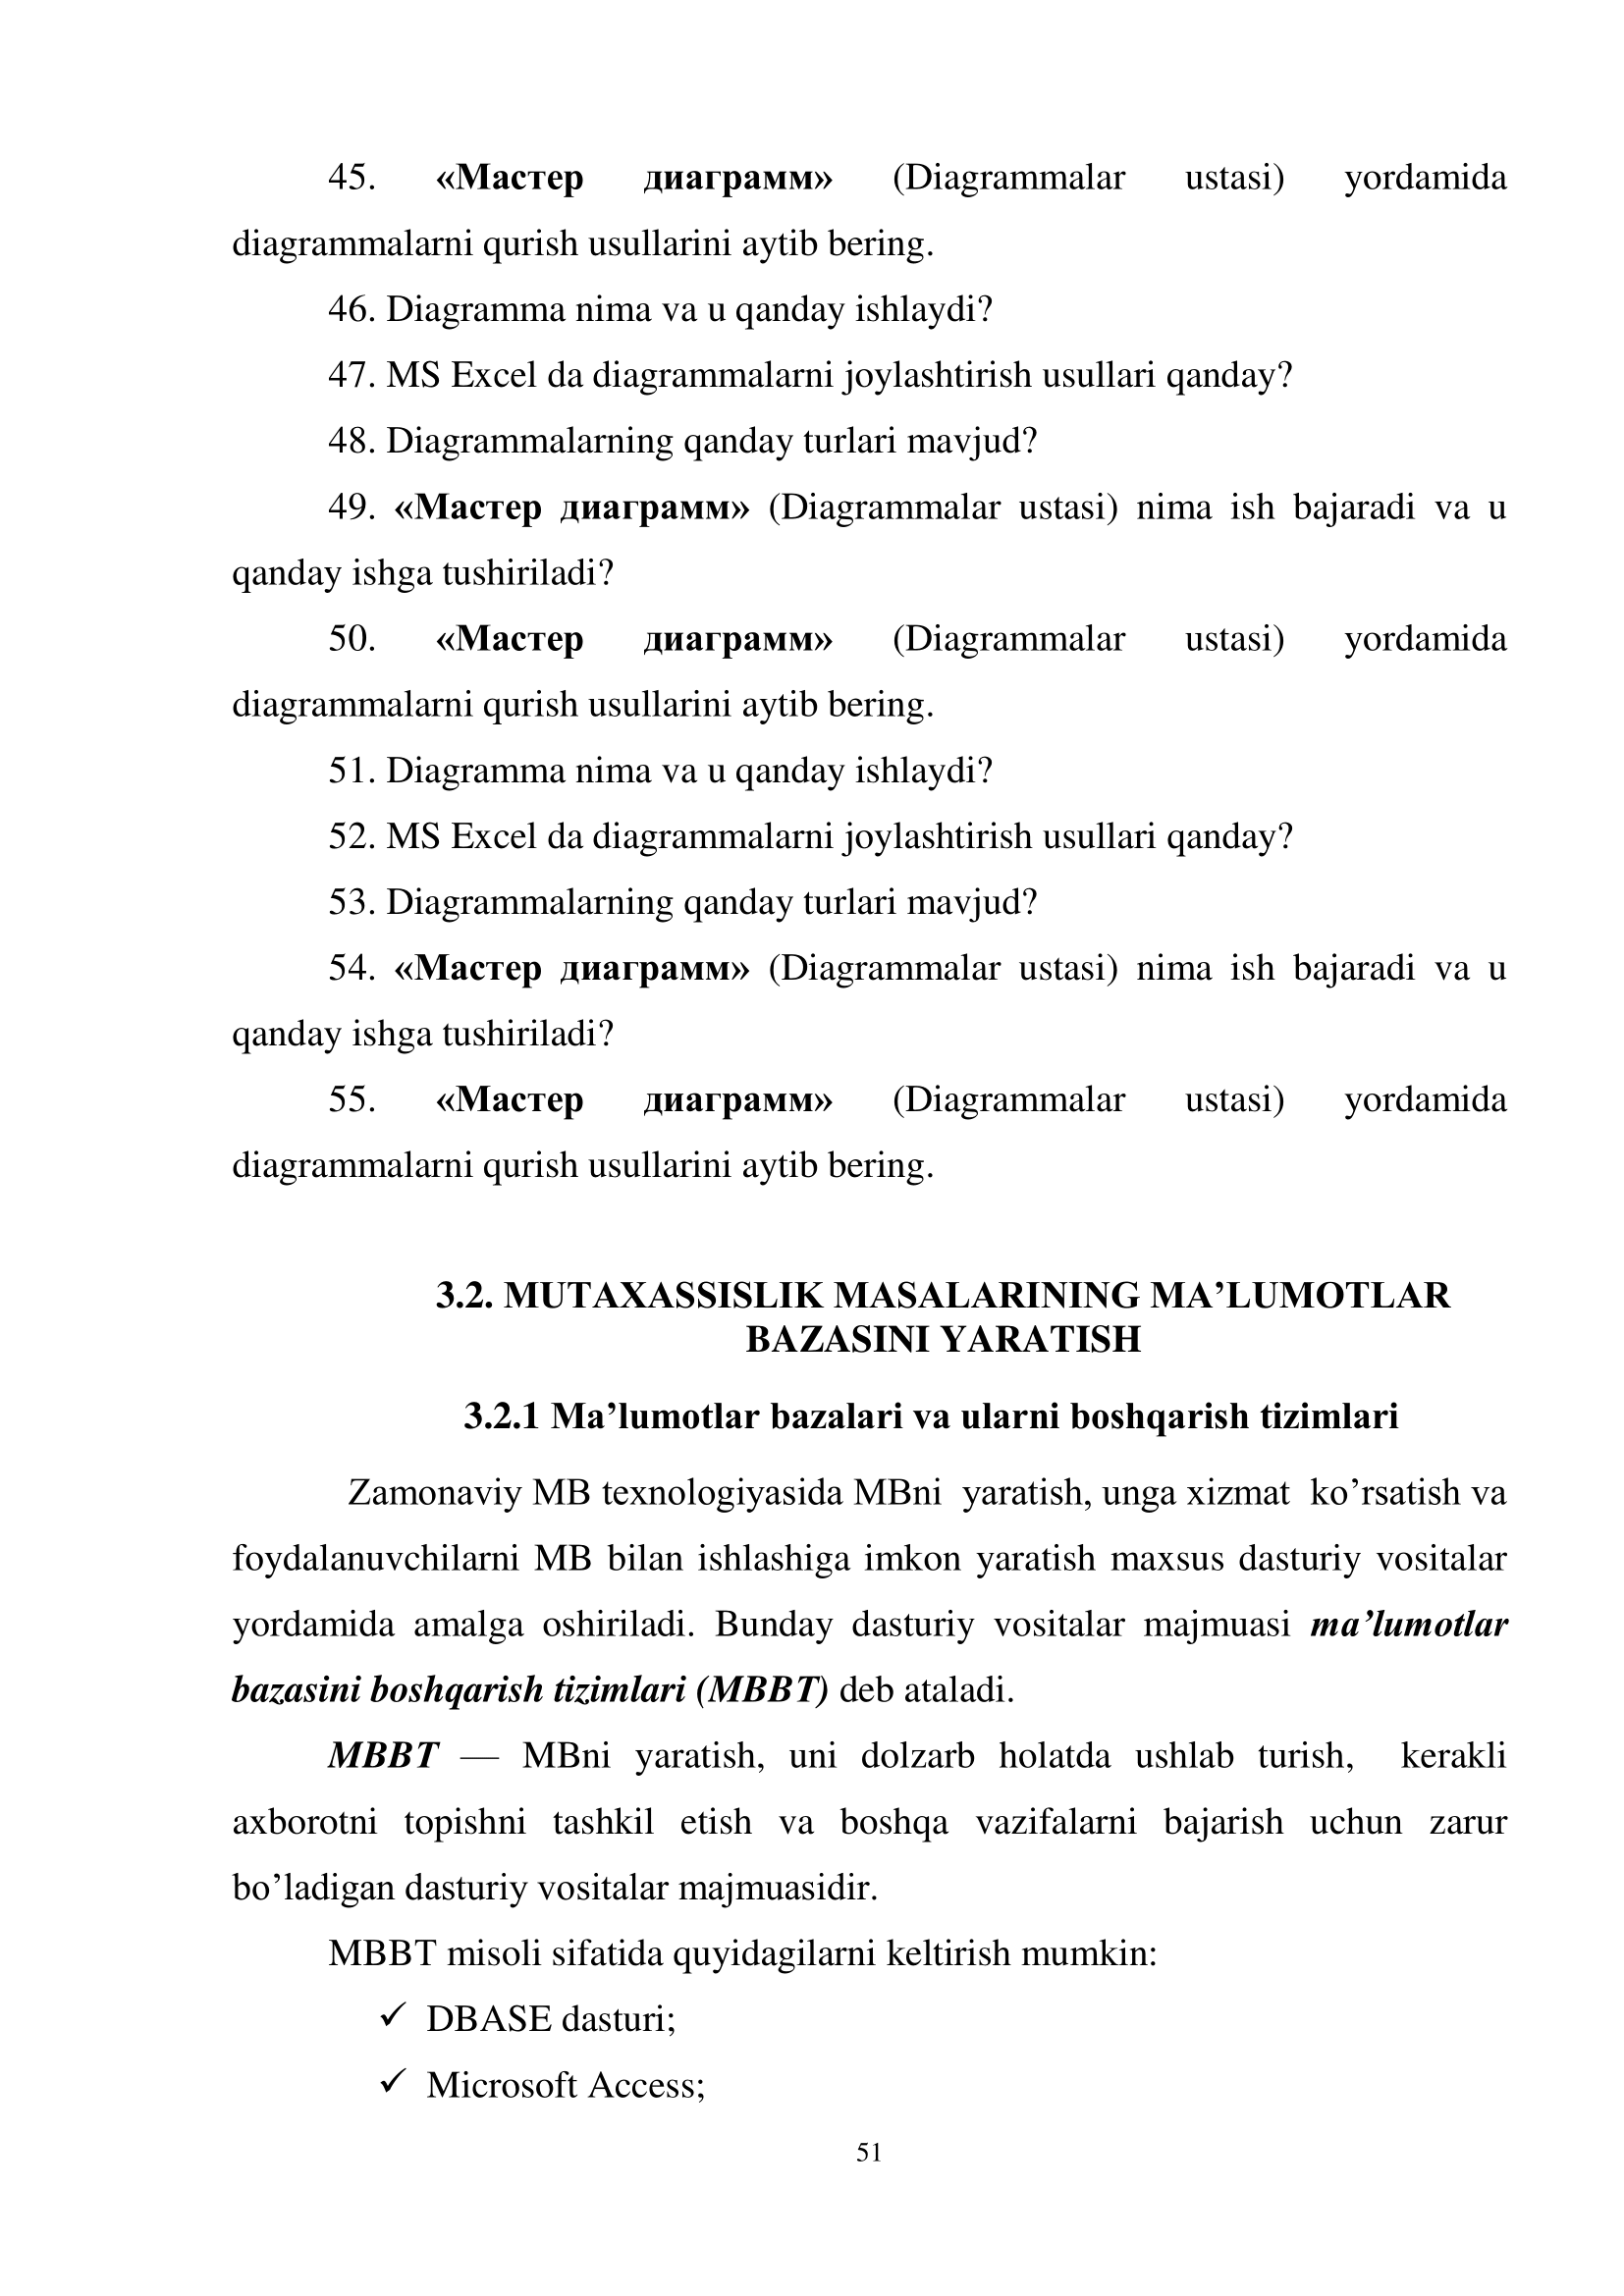 45. «Мастер диаграмм» (Diagrammalar ustasi) yordamida
diagrammalarni qurish usullarini aytib bering.
46. Diagramma nima va u qanday ishlaydi?
47. MS Excel da diagrammalarni joylashtirish usullari qanday?
48. Diagrammalarning qanday turlari mavjud?
49. «Мастер диаграмм» (Diagrammalar ustasi) nima ish bajaradi va u
qanday ishga tushiriladi?
50. «Мастер диаграмм» (Diagrammalar ustasi) yordamida
diagrammalarni qurish usullarini aytib bering.
51. Diagramma nima va u qanday ishlaydi?
52. MS Excel da diagrammalarni joylashtirish usullari qanday?
53. Diagrammalarning qanday turlari mavjud?
54. «Мастер диаграмм» (Diagrammalar ustasi) nima ish bajaradi va u
qanday ishga tushiriladi?
55. «Мастер диаграмм» (Diagrammalar ustasi) yordamida
diagrammalarni qurish usullarini aytib bering.
3.2. MUTAXASSISLIK MASALARINING MA’LUMOTLAR
BAZASINI YARATISH
3.2.1 Ma’lumotlar bazalari va ularni boshqarish tizimlari
Zamonaviy MB texnologiyasida MBni yaratish, unga xizmat ko’rsatish va
foydalanuvchilarni MB bilan ishlashiga imkon yaratish maxsus dasturiy vositalar
yordamida amalga oshiriladi. Bunday dasturiy vositalar majmuasi ma’lumotlar
bazasini boshqarish tizimlari (MBBT) deb ataladi.
MBBT — MBni yaratish, uni dolzarb holatda ushlab turish, kerakli
axborotni topishni tashkil etish va boshqa vazifalarni bajarish uchun zarur
bo’ladigan dasturiy vositalar majmuasidir.
MBBT misoli sifatida quyidagilarni keltirish mumkin:
✓ DBASE dasturi;
✓ Microsoft Access;
51